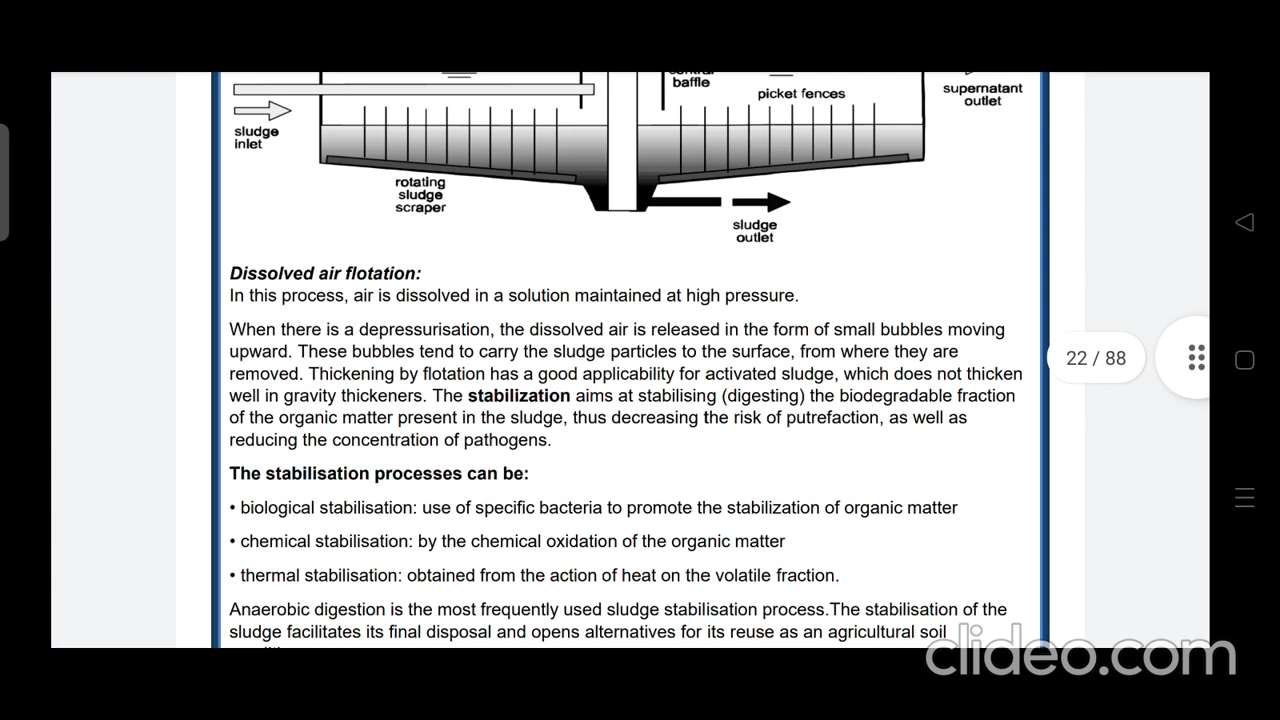 central
baffle
picket fences
supernatant
outlet
sludge
inlet
rotating
sludge
scraper
sludge
outlet
Dissolved air flotation:
In this process, air is dissolved in a solution maintained at high pressure.
When there is a depressurisation, the dissolved air is released in the form of small bubbles moving
upward. These bubbles tend to carry the sludge particles to the surface, from where they are
removed. Thickening by flotation has a good applicability for activated sludge, which does not thicken
well in gravity thickeners. The stabilization aims at stabilising (digesting) the biodegradable fraction
of the organic matter present in the sludge, thus decreasing the risk of putrefaction, as well as
reducing the concentration of pathogens.
The stabilisation processes can be:
• biological stabilisation: use of specific bacteria to promote the stabilization of organic matter
• chemical stabilisation: by the chemical oxidation of the organic matter
• thermal stabilisation: obtained from the action of heat on the volatile fraction.
Anaerobic digestion is the most frequently used sludge stabilisation process.The stabilisation of the
sludge facilitates its final disposal and opens alternatives for its reuse as an agricultural soil
22 / 88
clideo.com